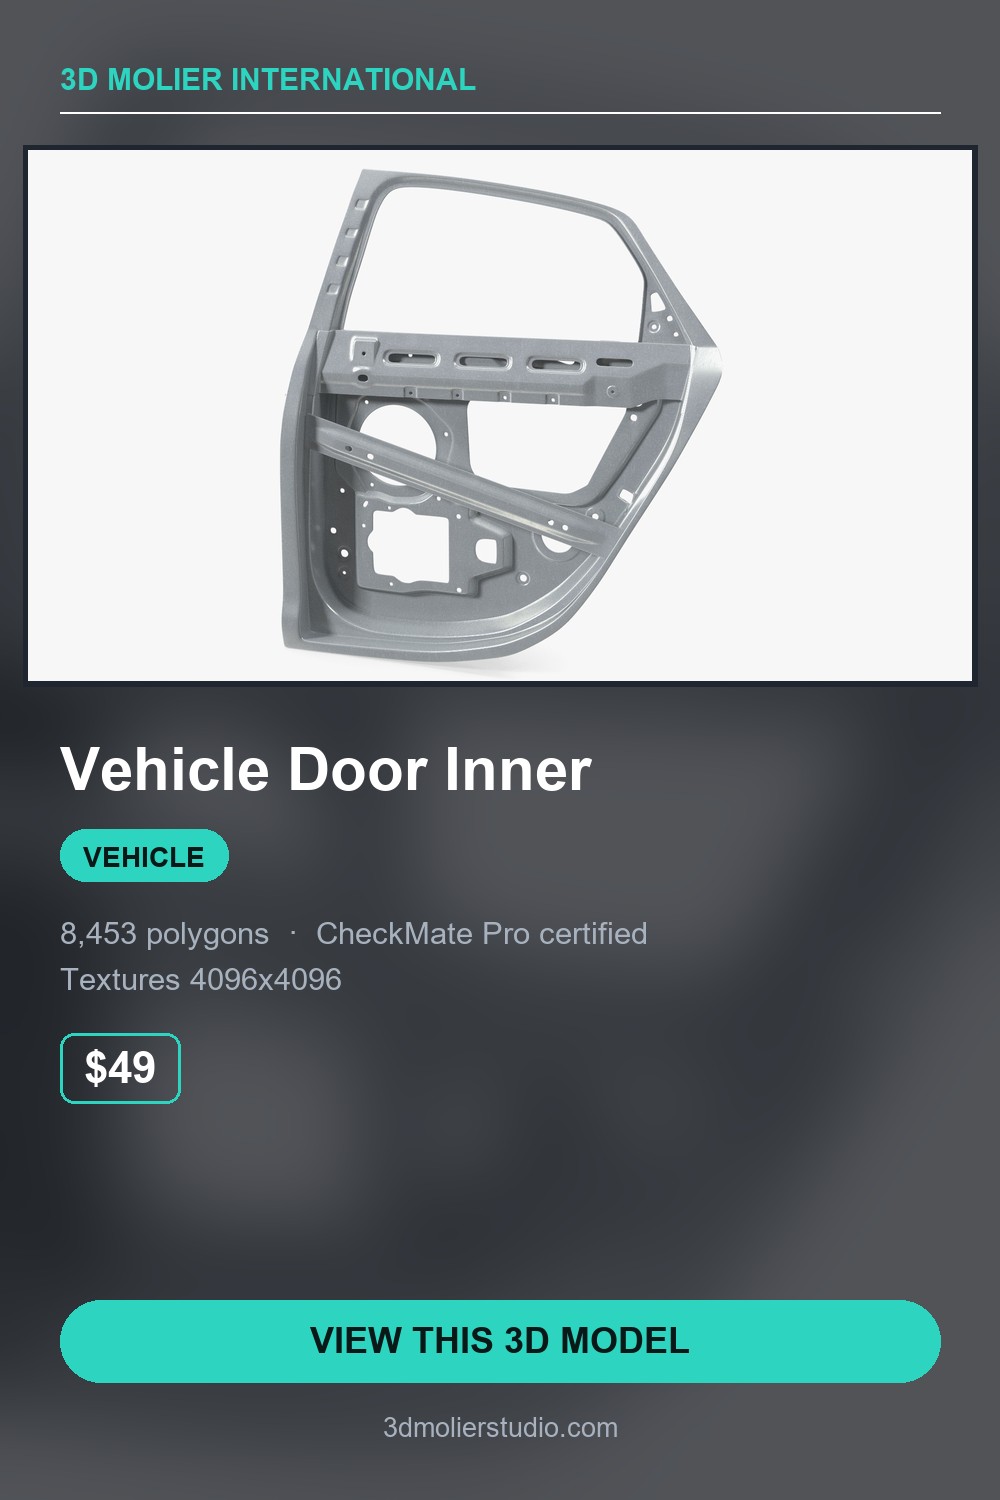 3D MOLIER INTERNATIONAL
Vehicle Door Inner
VEHICLE
8,453 polygons · CheckMate Pro certified
Textures 4096x4096
$49
VIEW THIS 3D MODEL
3dmolierstudio.com